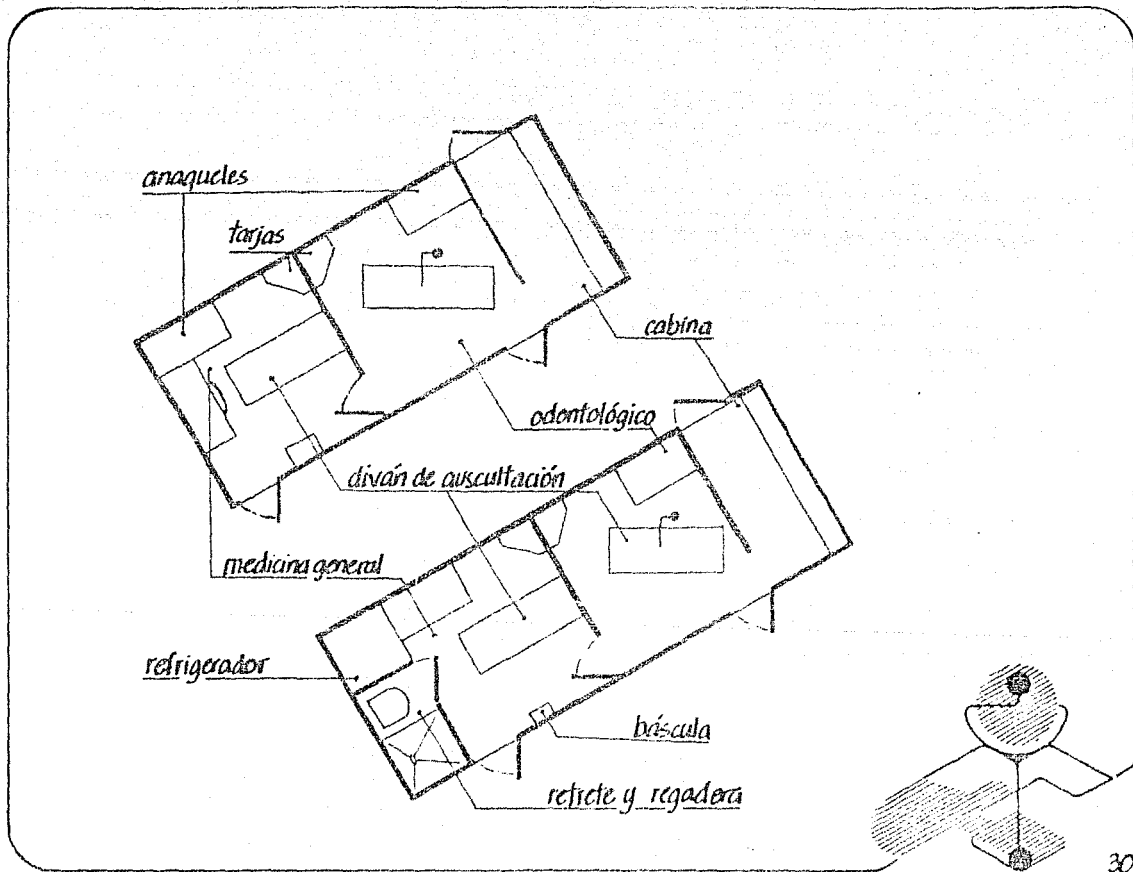 anaqueles
tarjas
cabina
odontológico
diván de auscultación
medicina general
refrigerador
báscula
retrete y regadera
30